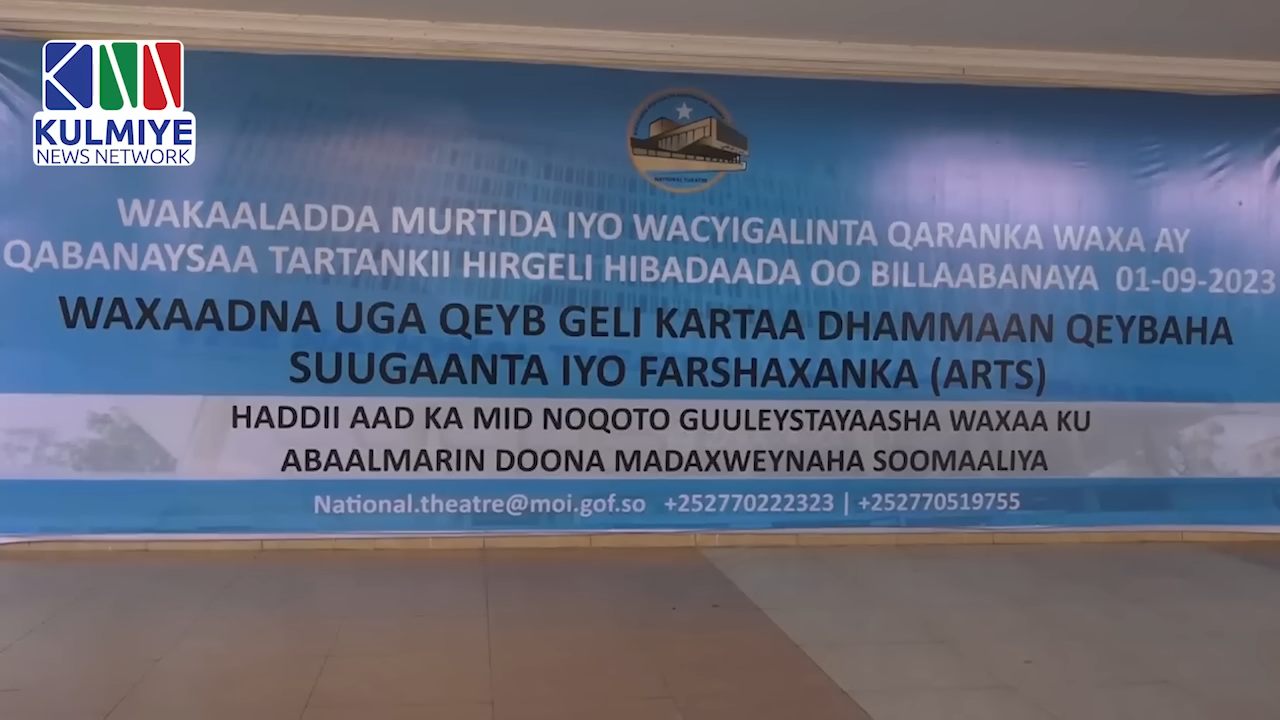 KULMIYE
NEWS NETWORK
NATIONAL THEATRE
WAKAALADDA MURTIDA IYO WACYIGALINTA QARANKA WAXA AY
QABANAYSAA TARTANKII HIRGELI HIBADAADA OO BILLAABANAYA 01-09-2023
WAXAADNA UGA QEYB GELI KARTAA DHAMMAAN QEYBAHA
SUUGAANTA IYO FARSHAXANKA (ARTS)
HADDII AAD KA MID NOQOTO GUULEYSTAYAASHA WAXAA KU
ABAALMARIN DOONA MADAXWEYNAHA SOOMAALIYA
National.theatre@moi.gof.so +252770222323 | +252770519755